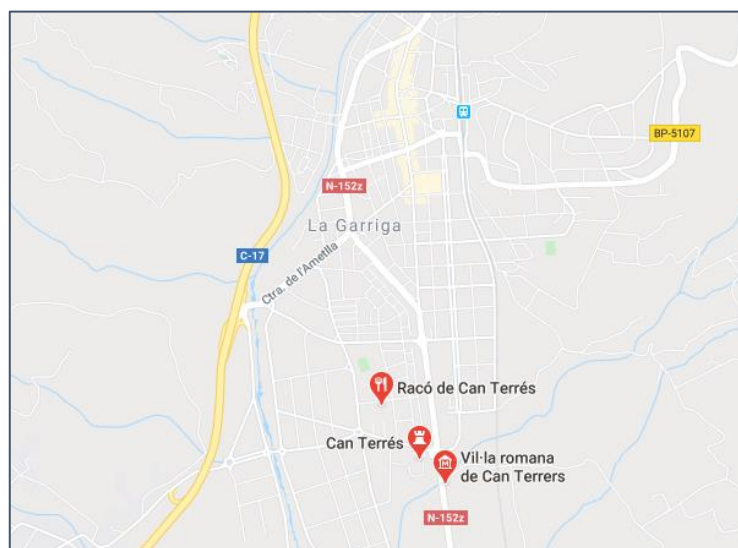 BP-5107
N-152z
La Garriga
C-17
Ctra. de l'Ametlla
Racó de Can Terrés
Can Terrés
Vil·la romana
de Can Terrers
N-152z